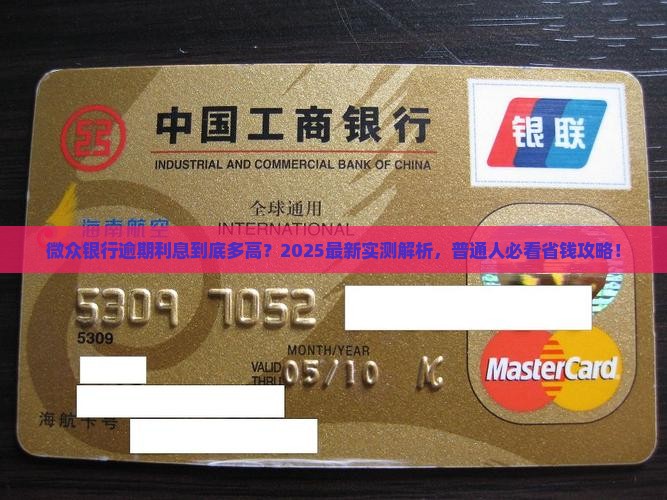 中国工商银行
INDUSTRIAL AND COMMERCIAL BANK OF CHINA
银联
全球通用
海南航空
INTERNATIONAL
微众银行逾期利息到底多高？2025最新实测解析，普通人必看省钱攻略！
5309 7052
5309
MONTH/YEAR
VALID
THRU 05/10
MasterCard
海航卡号